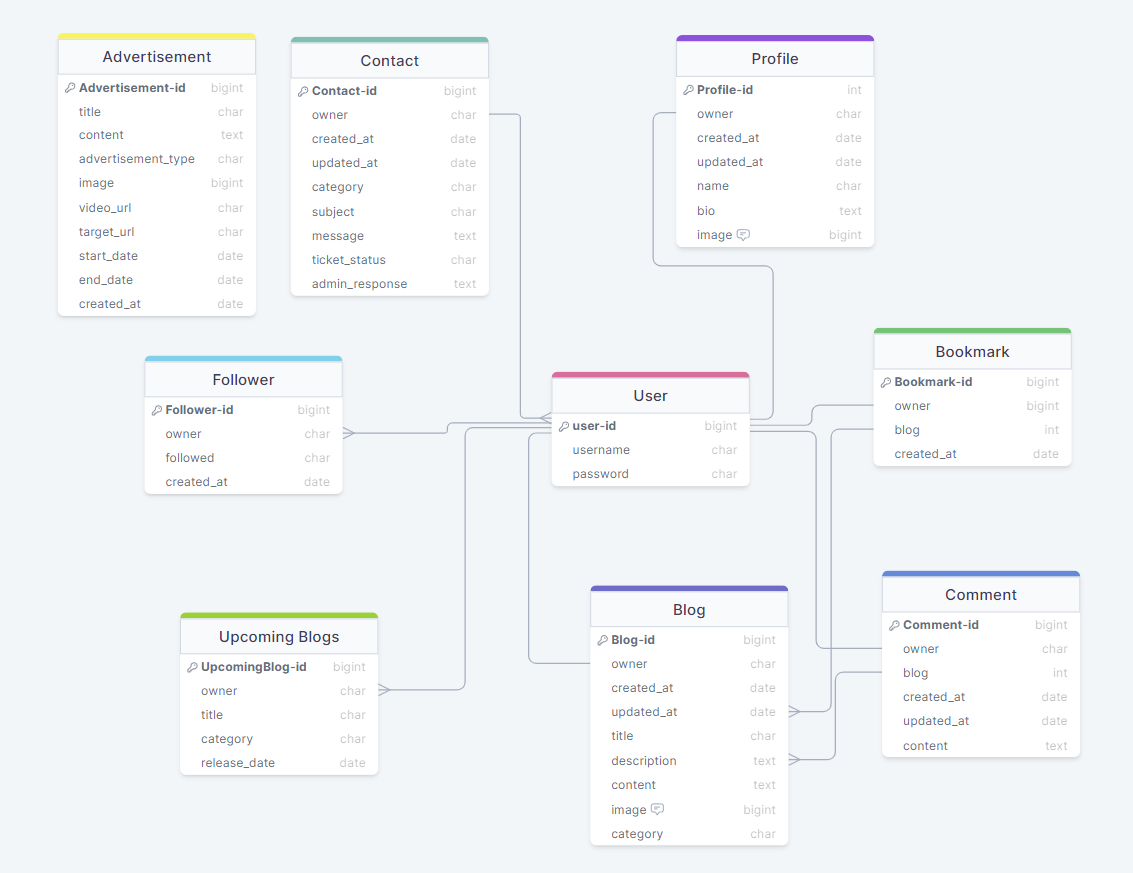 Advertisement
Advertisement-id bigint
title char
content text
advertisement_type char
image bigint
video_url char
target_url char
start_date date
end_date date
created_at date
Contact
Contact-id bigint
owner char
created_at date
updated_at date
category char
subject char
message text
ticket_status char
admin_response text
Profile
Profile-id int
owner char
created_at date
updated_at date
name char
bio text
image bigint
Follower
Follower-id bigint
owner char
followed char
created_at date
User
user-id bigint
username char
password char
Bookmark
Bookmark-id bigint
owner bigint
blog int
created_at date
Upcoming Blogs
UpcomingBlog-id bigint
owner char
title char
category char
release_date date
Blog
Blog-id bigint
owner char
created_at date
updated_at date
title char
description text
content text
image bigint
category char
Comment
Comment-id bigint
owner char
blog int
created_at date
updated_at date
content text